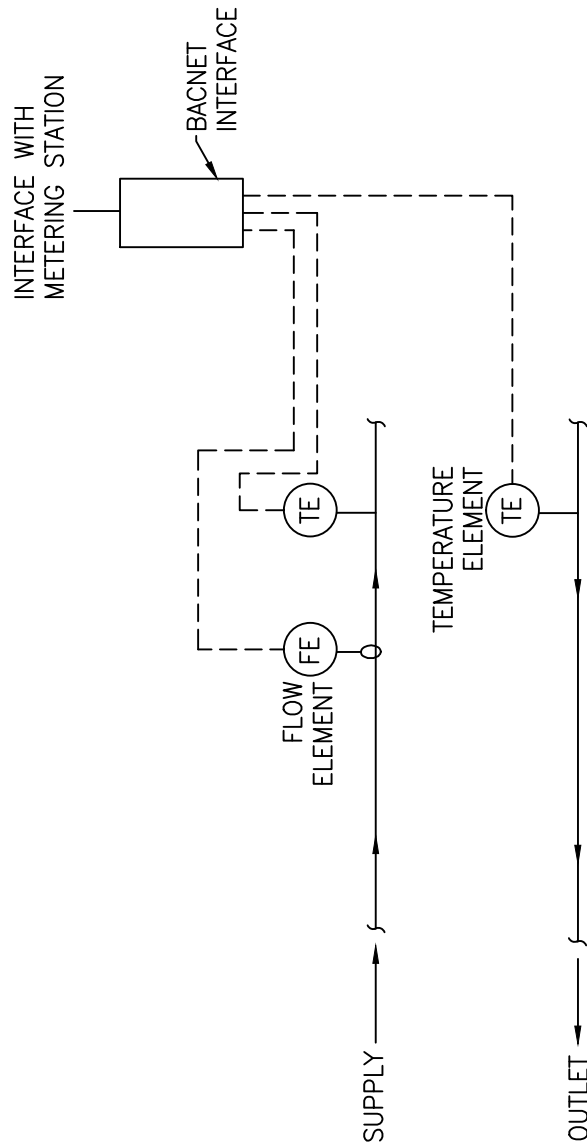 INTERFACE WITH
METERING STATION
BACNET
INTERFACE
TE
FE
FLOW
ELEMENT
TEMPERATURE
ELEMENT
TE
SUPPLY
OUTLET